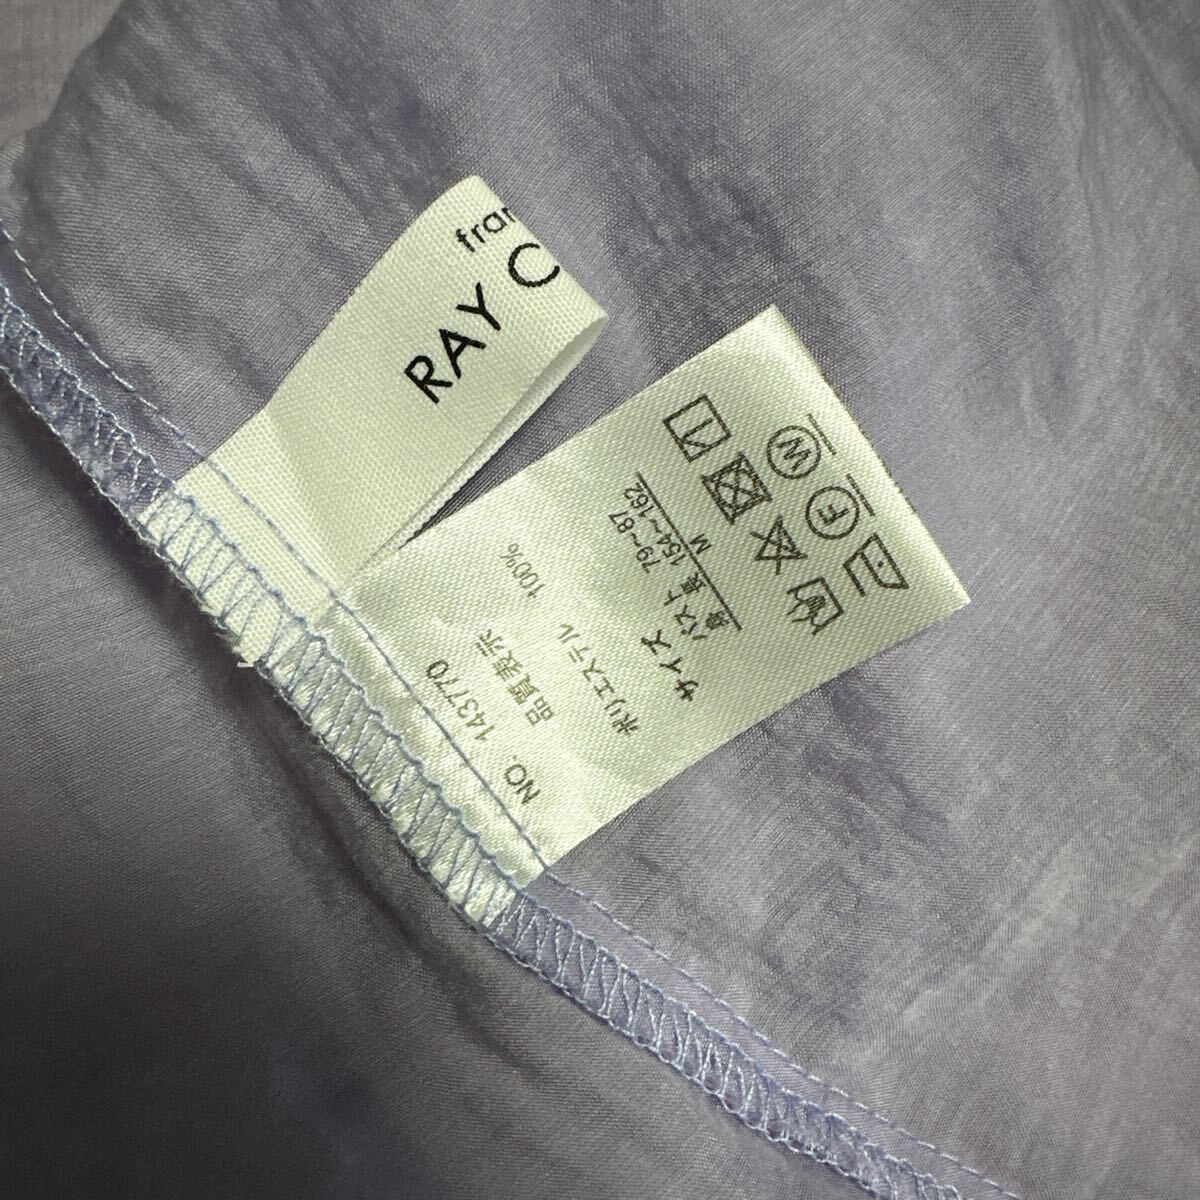 fran
RAY C
NO. 143770
品質表示
ポリエステル 100%
サイズ
バスト 79~87
身長 154~162
M
W
F